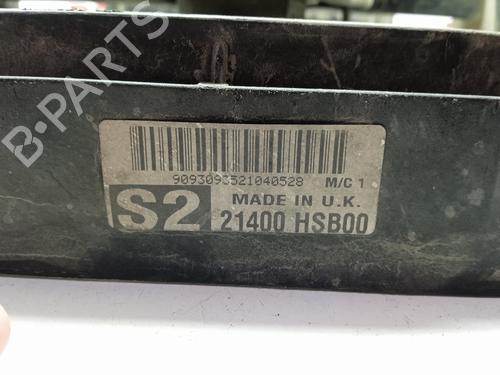 B-PARTS
9093093521040528 M/C 1
S2
MADE IN U.K.
21400 HSB00